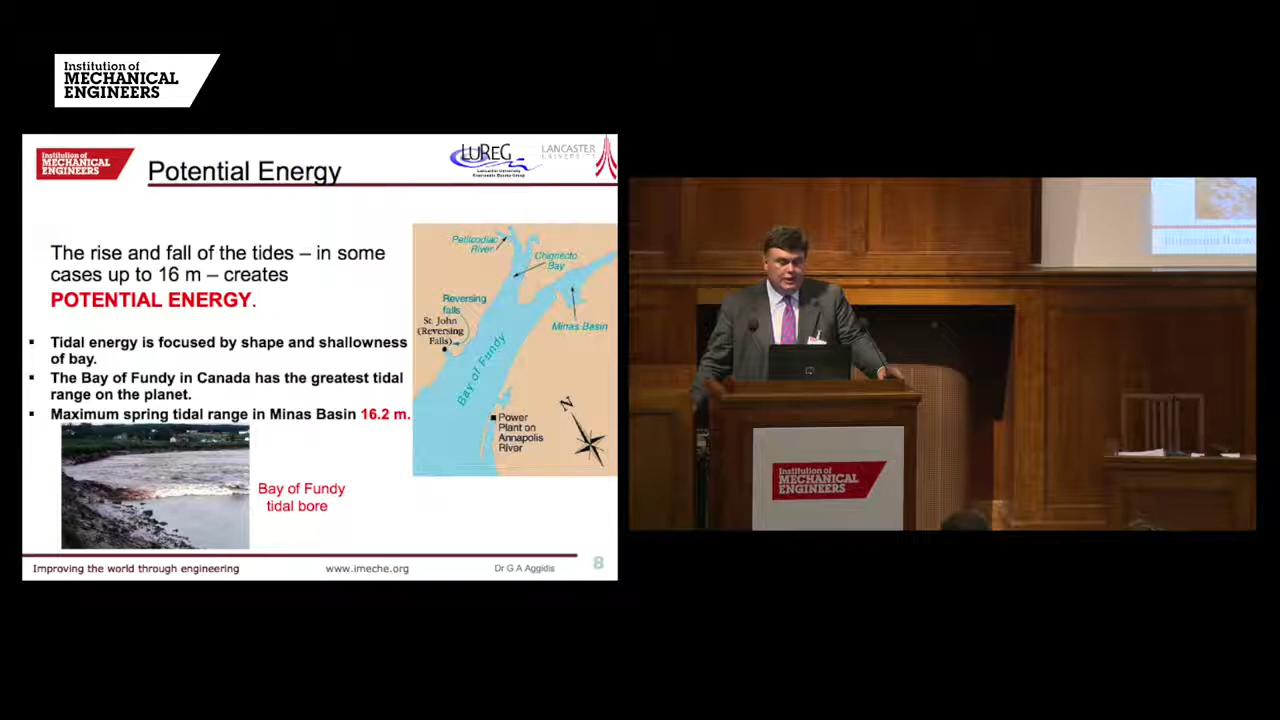 Institution of
MECHANICAL
ENGINEERS
Institution of
MECHANICAL
ENGINEERS
Potential Energy
LUREG
Lancaster University
Renewable Energy Group
LANCASTER
UNIVERSITY
The rise and fall of the tides – in some
cases up to 16 m – creates
POTENTIAL ENERGY.
▪ Tidal energy is focused by shape and shallowness
of bay.
▪ The Bay of Fundy in Canada has the greatest tidal
range on the planet.
▪ Maximum spring tidal range in Minas Basin 16.2 m.
Petitcodiac
River
Chignecto
Bay
Reversing
falls
St. John
(Reversing
Falls)
Minas Basin
Bay of Fundy
N
Power
Plant on
Annapolis
River
Bay of Fundy
tidal bore
Improving the world through engineering
www.imeche.org
Dr G A Aggidis
8
Institution of
MECHANICAL
ENGINEERS